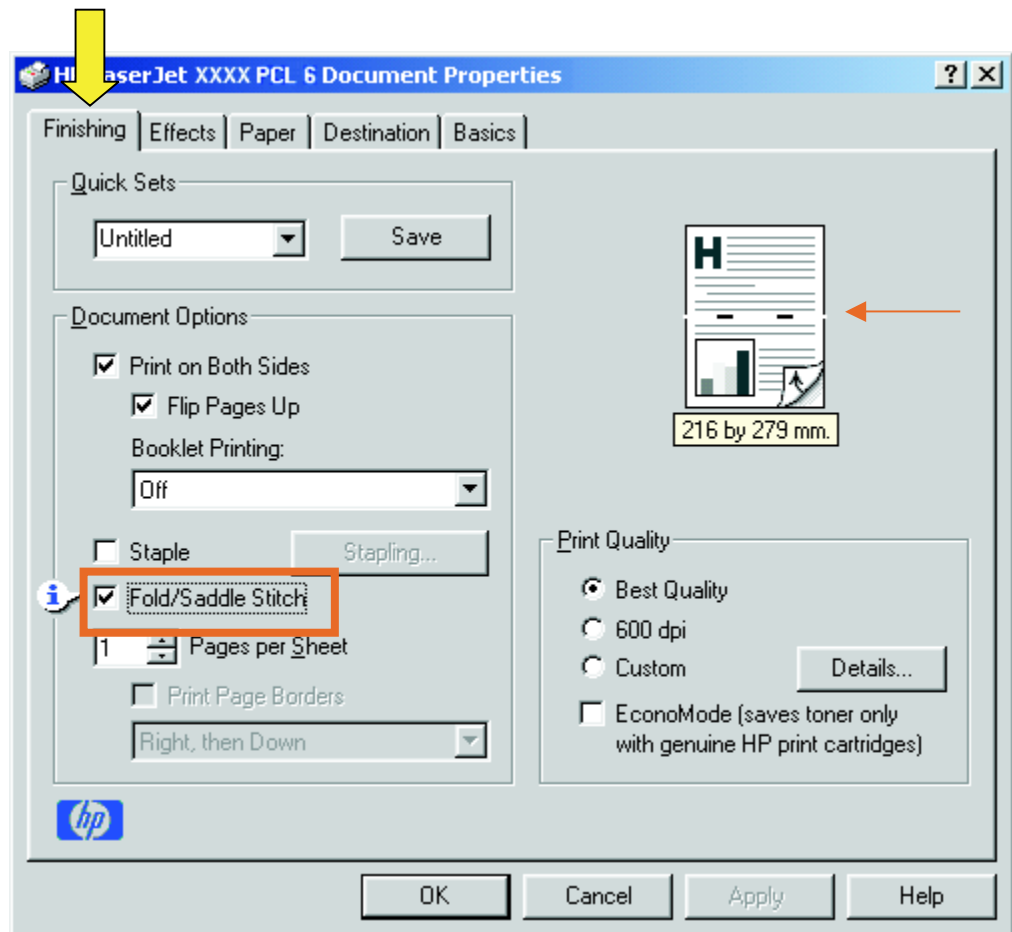 HP LaserJet XXXX PCL 6 Document Properties
Finishing Effects Paper Destination Basics
Quick Sets
Untitled Save
H
Document Options
Print on Both Sides
Flip Pages Up
216 by 279 mm.
Booklet Printing:
Off
Staple Stapling...
Fold/Saddle Stitch
1 Pages per Sheet
Print Page Borders
Right, then Down
Print Quality
Best Quality
600 dpi
Custom Details...
EconoMode (saves toner only
with genuine HP print cartridges)
hp
OK Cancel Apply Help